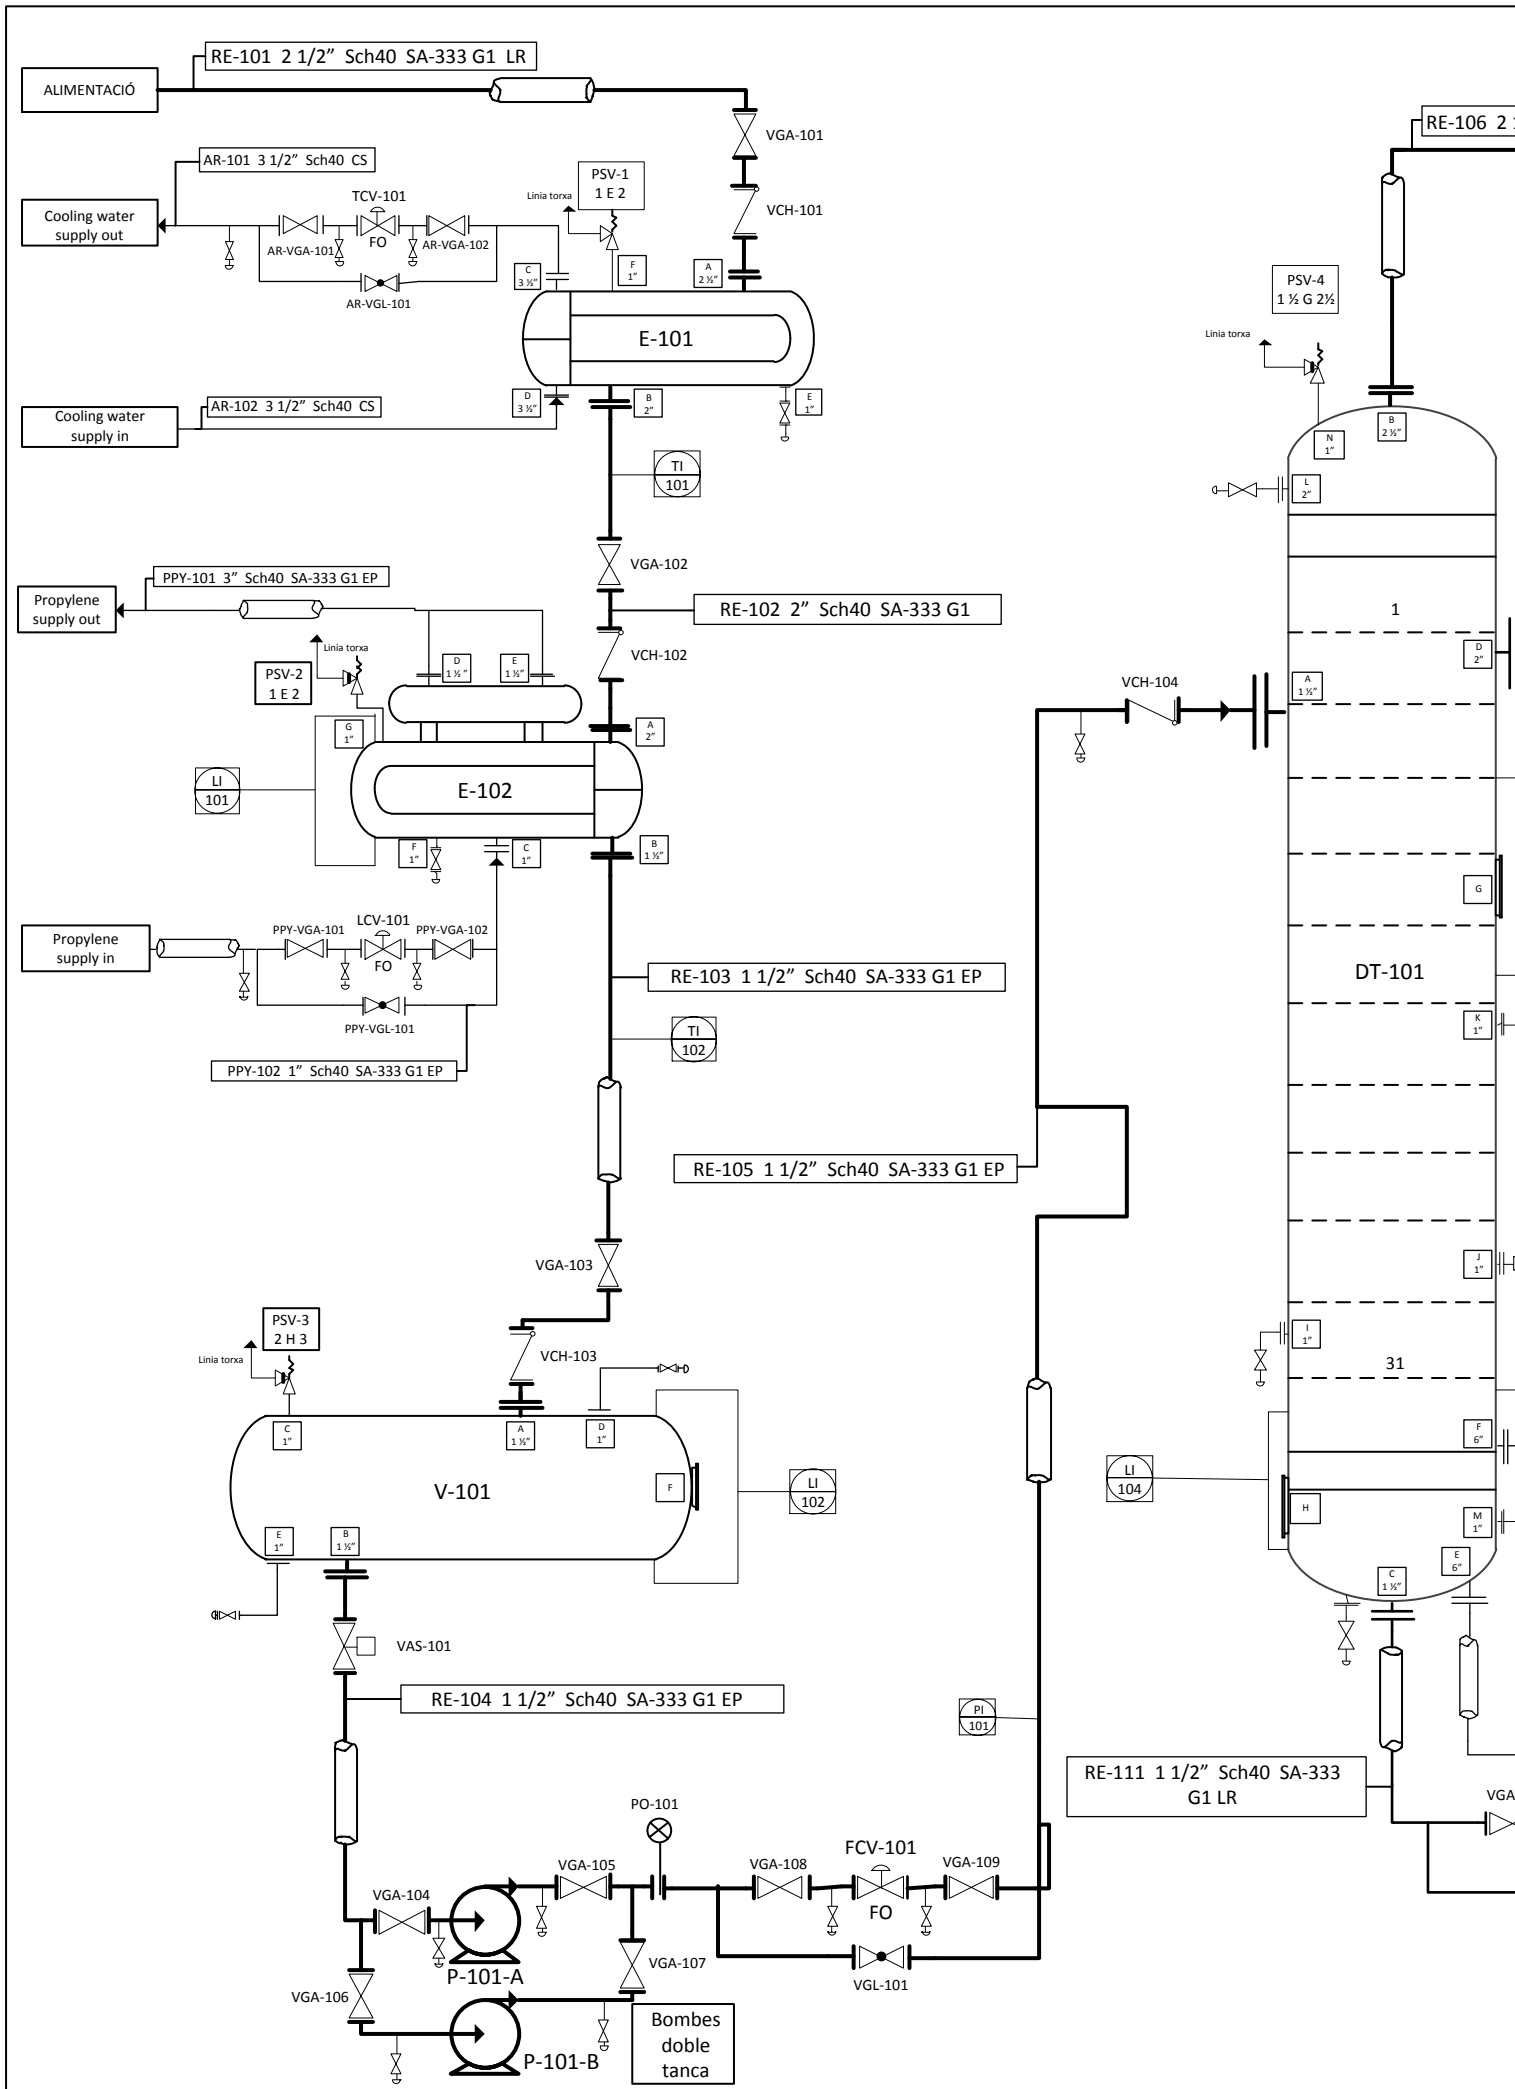 RE-101 2 1/2” Sch40 SA-333 G1 LR
ALIMENTACIÓ
VGA-101
AR-101 3 1/2” Sch40 CS
Cooling water
supply out
TCV-101
FO
AR-VGA-101
AR-VGA-102
AR-VGL-101
Linia torxa
PSV-1
1 E 2
VCH-101
C
3 ½”
F
1”
A
2 ½”
E-101
Cooling water
supply in
AR-102 3 1/2” Sch40 CS
D
3 ½”
B
2”
E
1”
TI
101
VGA-102
PPY-101 3” Sch40 SA-333 G1 EP
Propylene
supply out
RE-102 2” Sch40 SA-333 G1
VCH-102
Linia torxa
PSV-2
1 E 2
D
1 ½”
E
1 ½”
G
1”
A
2”
LI
101
E-102
F
1”
C
1”
B
1 ½”
Propylene
supply in
PPY-VGA-101
LCV-101
PPY-VGA-102
FO
PPY-VGL-101
PPY-102 1” Sch40 SA-333 G1 EP
RE-103 1 1/2” Sch40 SA-333 G1 EP
TI
102
RE-105 1 1/2” Sch40 SA-333 G1 EP
VGA-103
VCH-103
PSV-3
2 H 3
Linia torxa
C
1”
A
1 ½”
D
1”
V-101
F
LI
102
E
1”
B
1 ½”
VAS-101
RE-104 1 1/2” Sch40 SA-333 G1 EP
PI
101
PO-101
VGA-104
VGA-105
VGA-108
FCV-101
VGA-109
FO
P-101-A
VGA-107
VGL-101
VGA-106
P-101-B
Bombes
doble
tanca
RE-106 2
PSV-4
1 ½ G 2½
Linia torxa
N
1”
B
2 ½”
L
2”
1
D
2”
VCH-104
A
1 ½”
G
DT-101
K
1”
J
1”
I
1”
31
F
6”
LI
104
H
M
1”
E
6”
C
1 ½”
RE-111 1 1/2” Sch40 SA-333
G1 LR
VGA